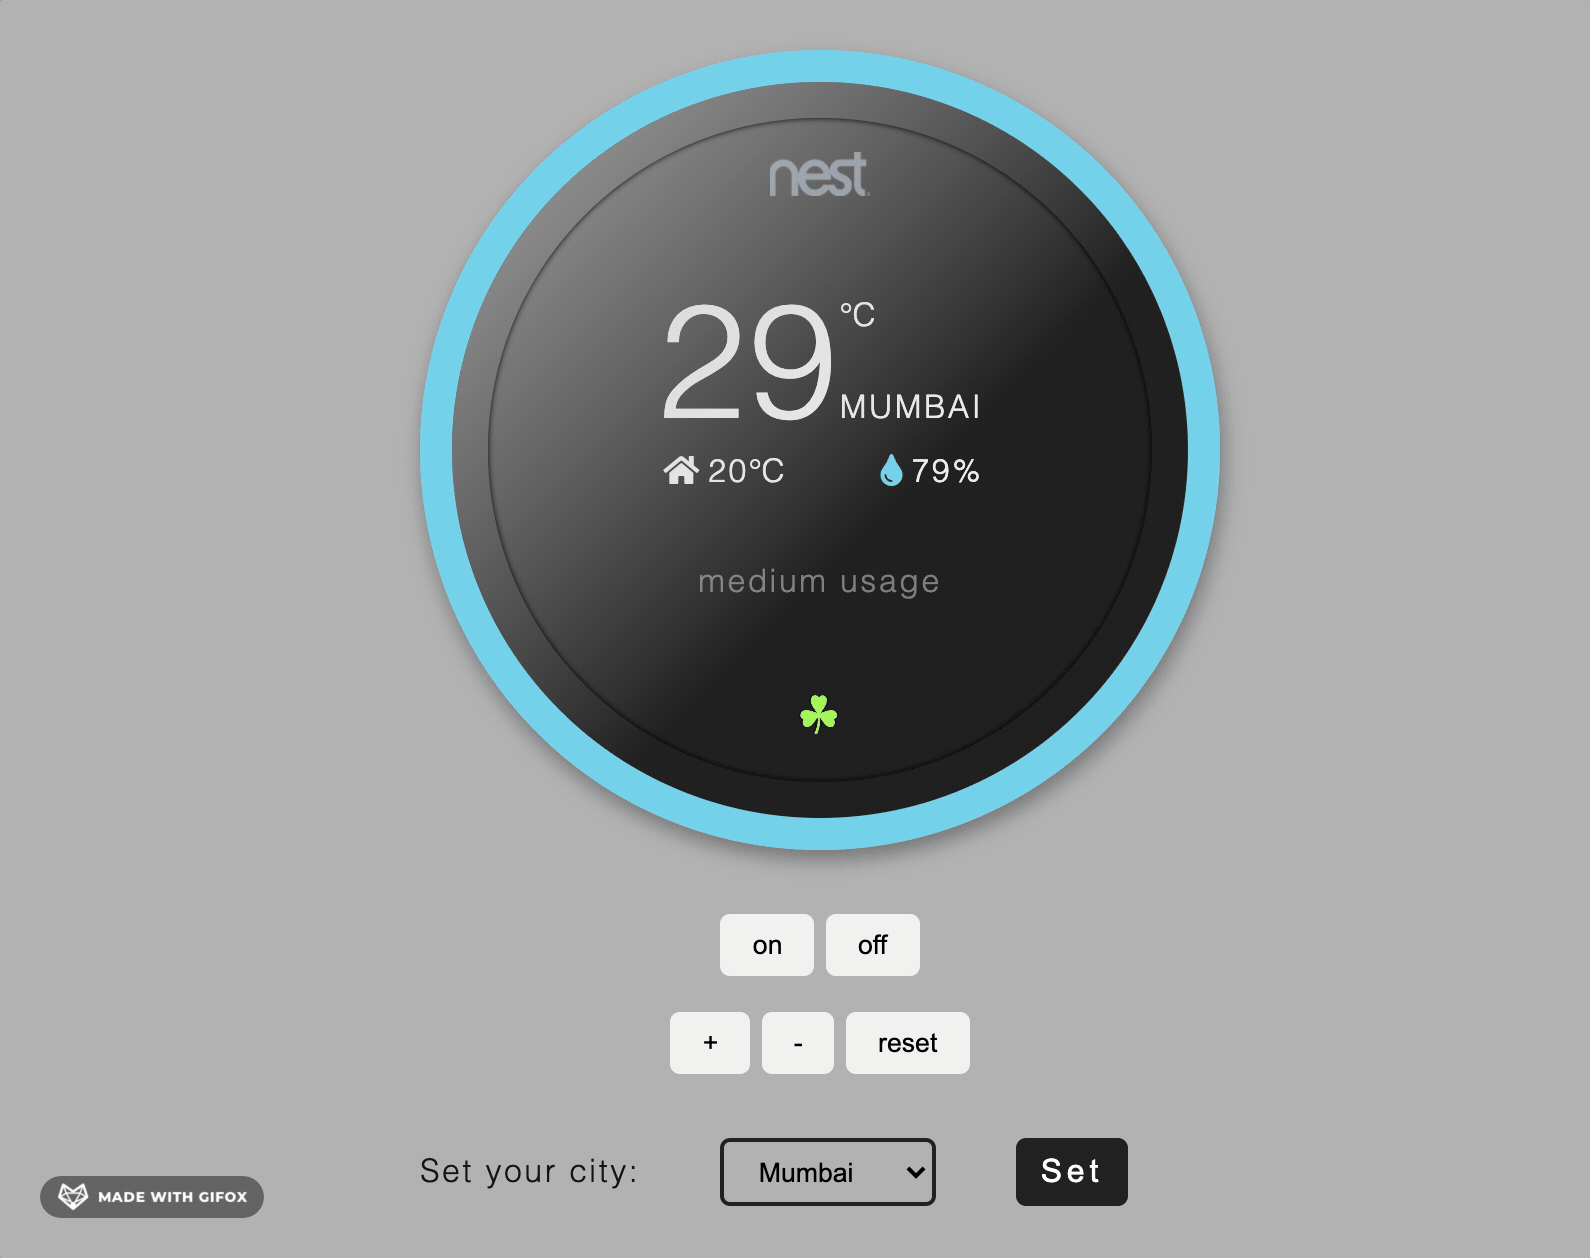 nest
29 °C
MUMBAI
20°C 79%
medium usage
on off
+ - reset
Set your city: Mumbai Set
MADE WITH GIFOX